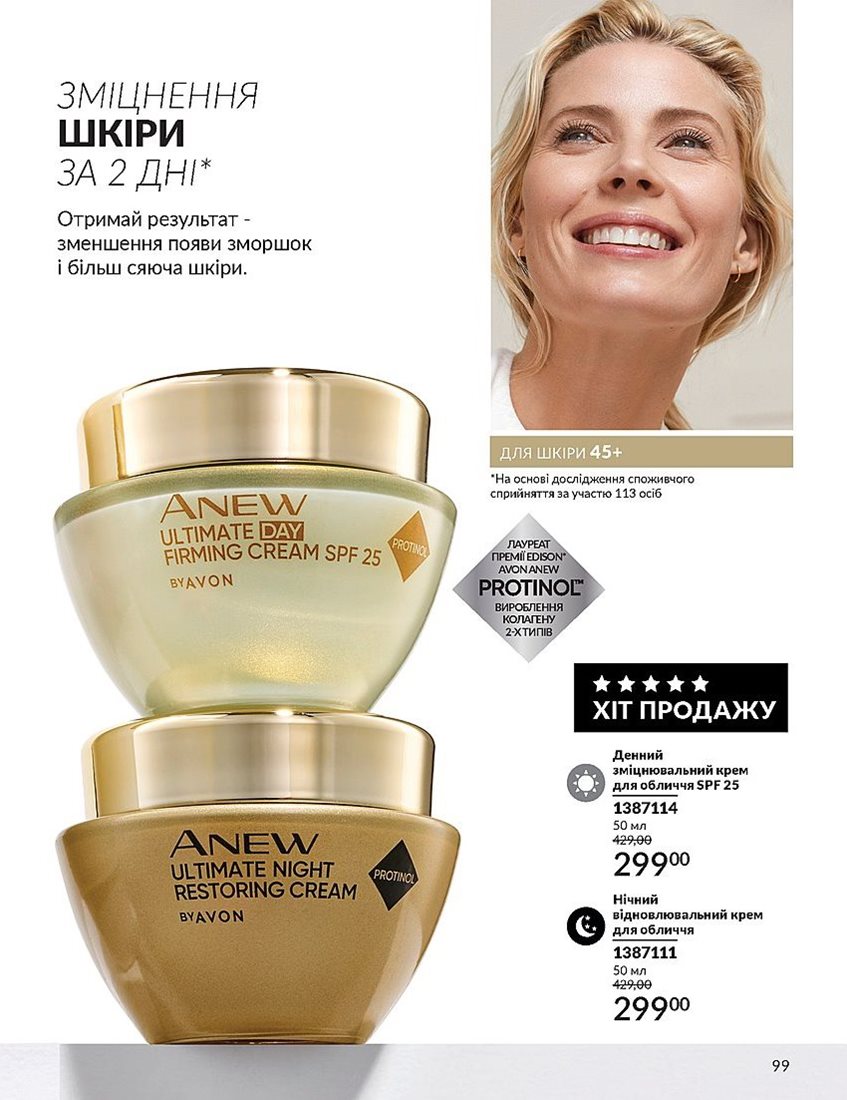 ЗМІЦНЕННЯ
ШКІРИ
ЗА 2 ДНІ*
Отримай результат -
зменшення появи зморшок
і більш сяюча шкіри.
ДЛЯ ШКІРИ 45+
*На основі дослідження споживчого
сприйняття за участю 113 осіб
ANEW
ULTIMATE DAY
FIRMING CREAM SPF 25
BY AVON
PROTINOL
ЛАУРЕАТ
ПРЕМІЇ EDISON*
AVON ANEW
PROTINOL™
ВИРОБЛЕННЯ
КОЛАГЕНУ
2-Х ТИПІВ
ХІТ ПРОДАЖУ
ANEW
ULTIMATE NIGHT
RESTORING CREAM
BY AVON
PROTINOL
Денний
зміцнювальний крем
для обличчя SPF 25
1387114
50 мл
429,00
29900
Нічний
відновлювальний крем
для обличчя
1387111
50 мл
429,00
29900
99